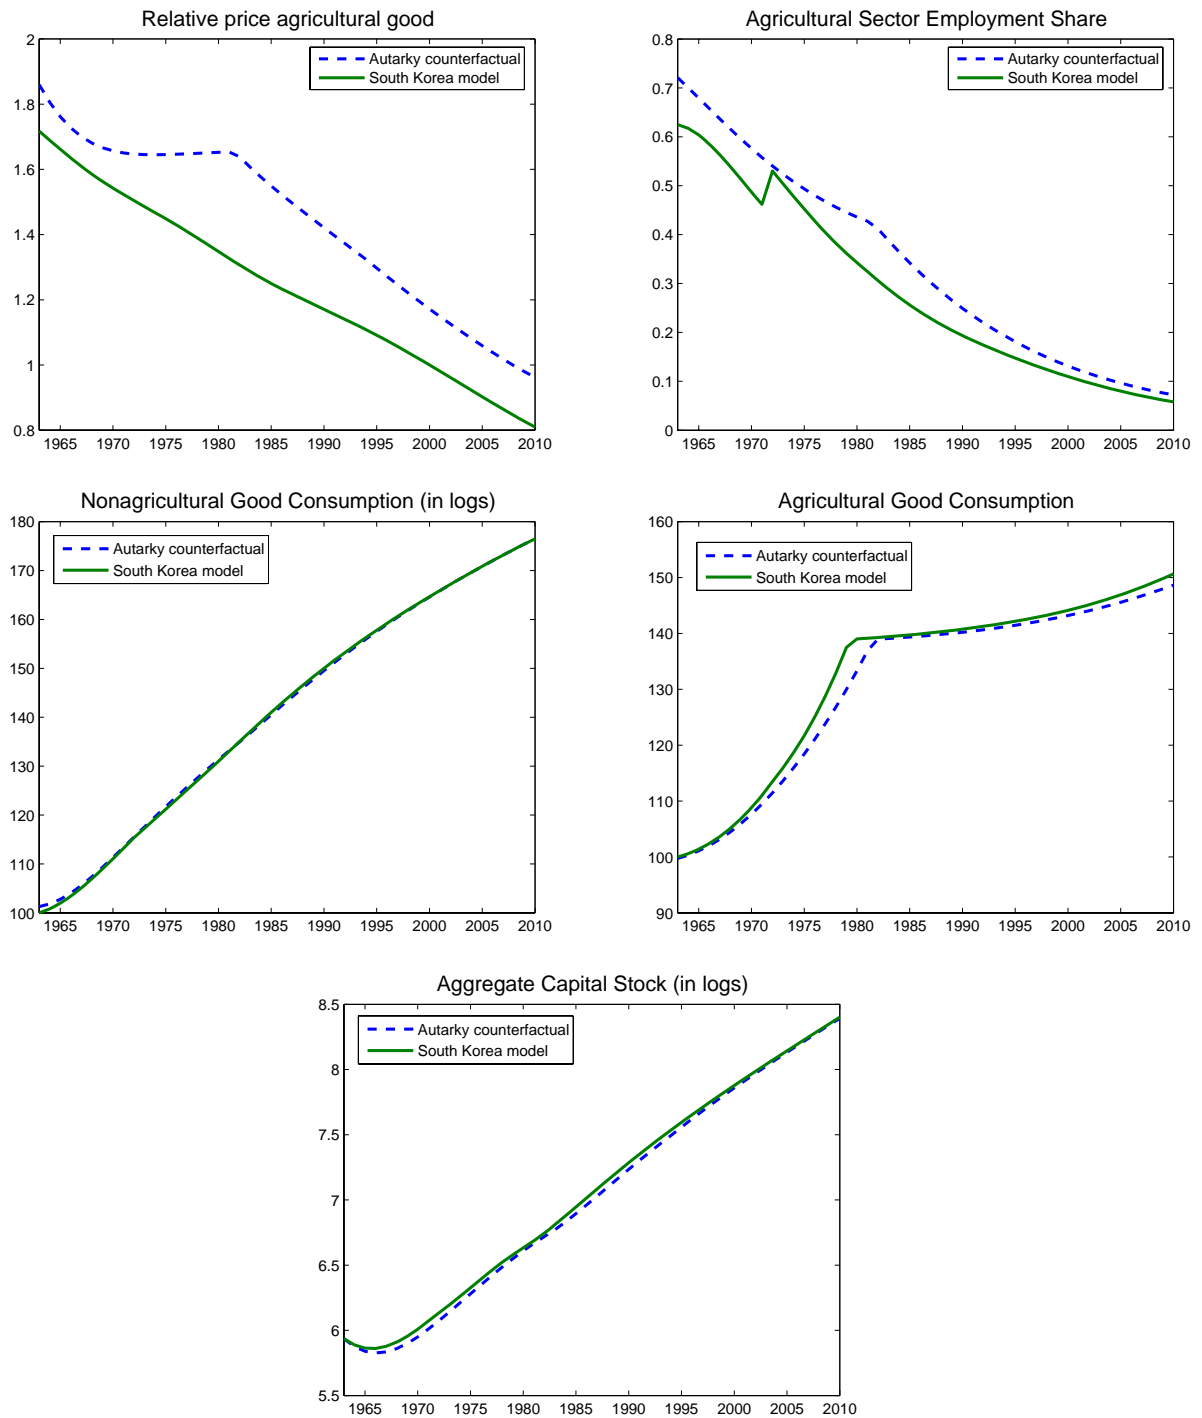 Relative price agricultural good
2
1.8
1.6
1.4
1.2
1
0.8
Autarky counterfactual
South Korea model
1965 1970 1975 1980 1985 1990 1995 2000 2005 2010
Agricultural Sector Employment Share
0.8
0.7
0.6
0.5
0.4
0.3
0.2
0.1
0
Autarky counterfactual
South Korea model
1965 1970 1975 1980 1985 1990 1995 2000 2005 2010
Nonagricultural Good Consumption (in logs)
180
170
160
150
140
130
120
110
100
Autarky counterfactual
South Korea model
1965 1970 1975 1980 1985 1990 1995 2000 2005 2010
Agricultural Good Consumption
160
150
140
130
120
110
100
90
Autarky counterfactual
South Korea model
1965 1970 1975 1980 1985 1990 1995 2000 2005 2010
Aggregate Capital Stock (in logs)
8.5
8
7.5
7
6.5
6
5.5
Autarky counterfactual
South Korea model
1965 1970 1975 1980 1985 1990 1995 2000 2005 2010